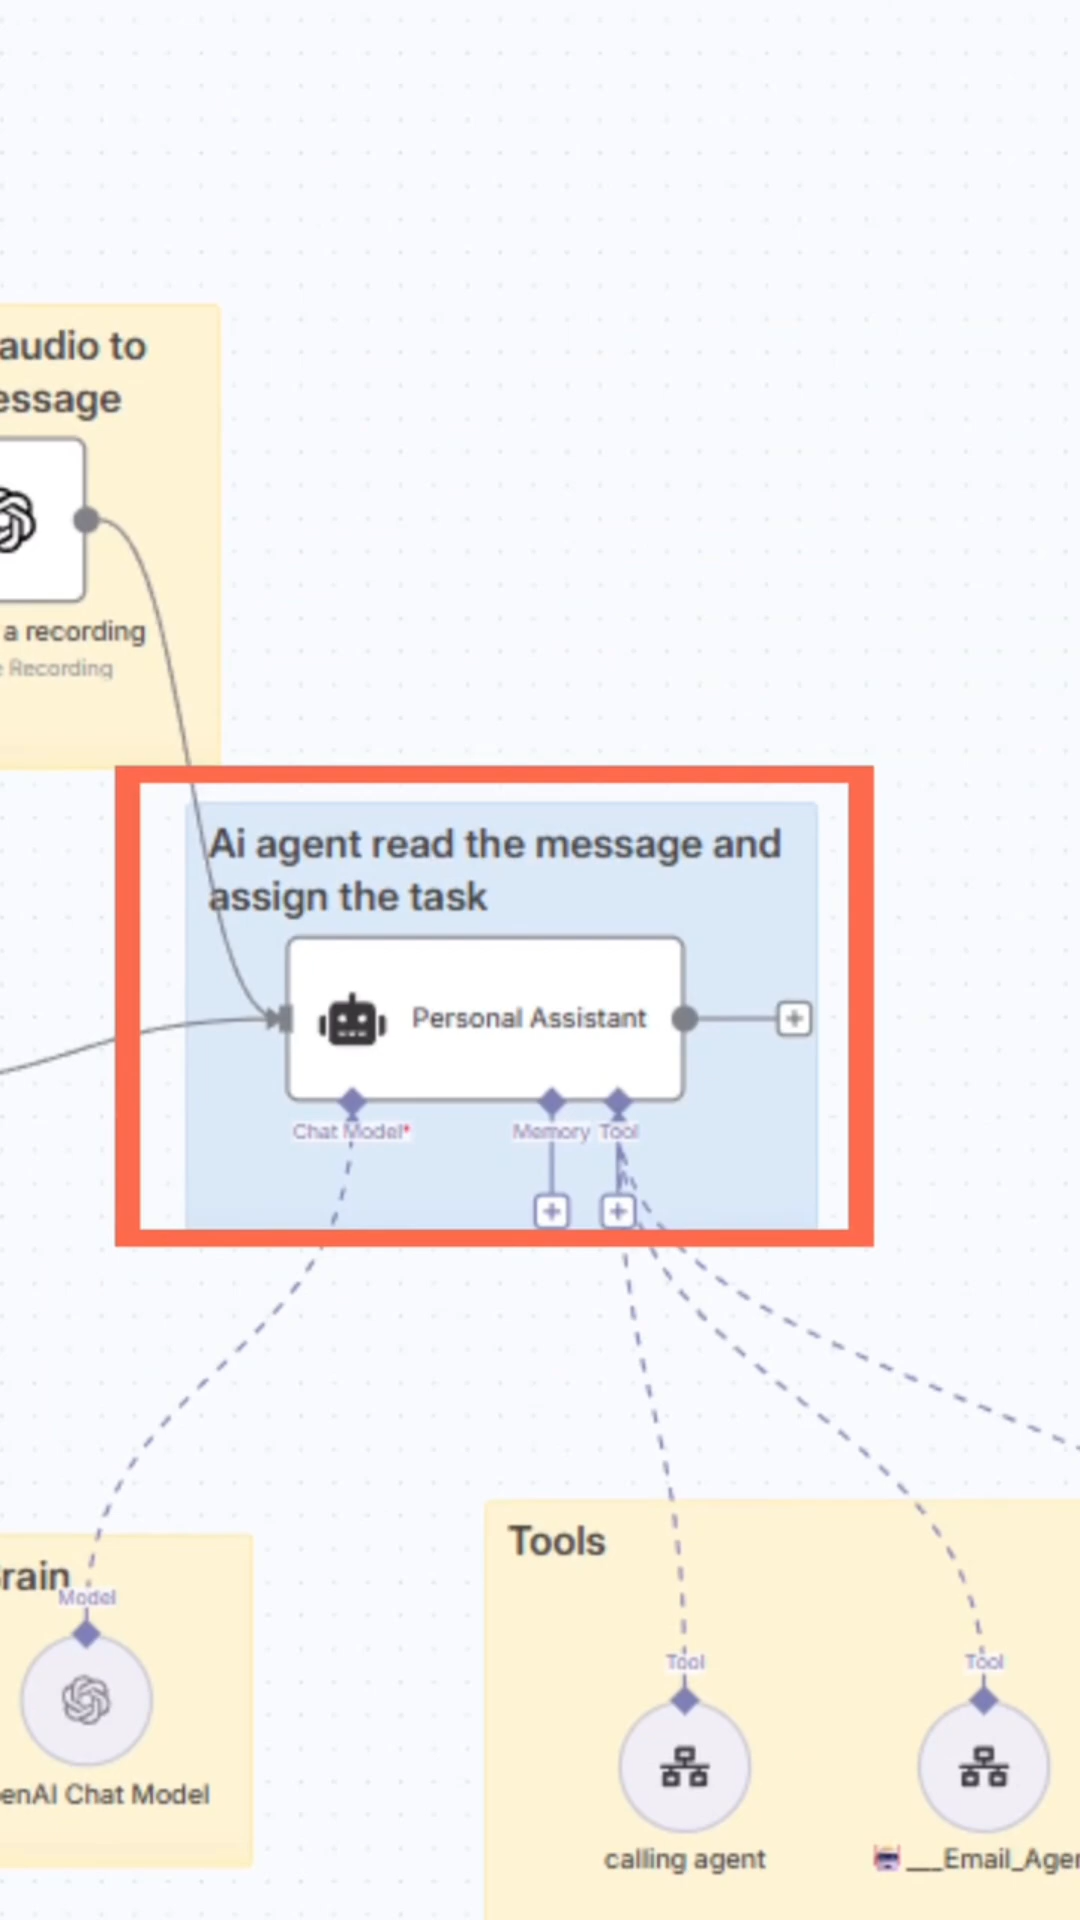 audio to
essage
a recording
Recording
Ai agent read the message and
assign the task
Personal Assistant
Chat Model*
Memory
Tool
rain
Model
enAI Chat Model
Tools
Tool
Tool
calling agent
___Email_Agen